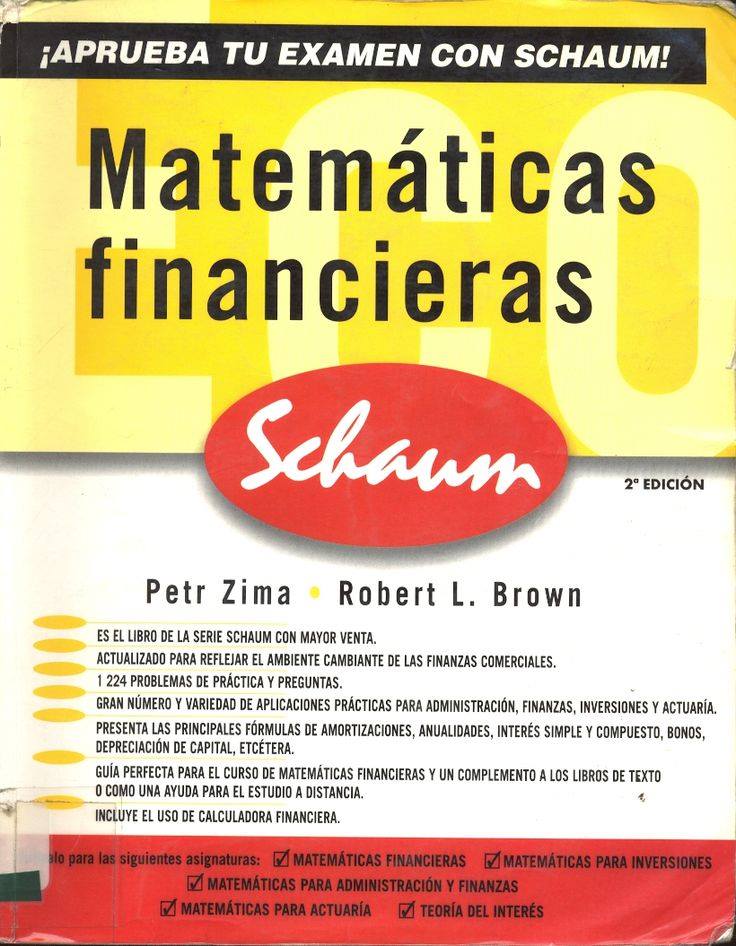 ¡APRUEBA TU EXAMEN CON SCHAUM!
ECO
Matemáticas
financieras
Schaum
2ª EDICIÓN
Petr Zima • Robert L. Brown
ES EL LIBRO DE LA SERIE SCHAUM CON MAYOR VENTA.
ACTUALIZADO PARA REFLEJAR EL AMBIENTE CAMBIANTE DE LAS FINANZAS COMERCIALES.
1 224 PROBLEMAS DE PRÁCTICA Y PREGUNTAS.
GRAN NÚMERO Y VARIEDAD DE APLICACIONES PRÁCTICAS PARA ADMINISTRACIÓN, FINANZAS, INVERSIONES Y ACTUARÍA.
PRESENTA LAS PRINCIPALES FÓRMULAS DE AMORTIZACIONES, ANUALIDADES, INTERÉS SIMPLE Y COMPUESTO, BONOS,
DEPRECIACIÓN DE CAPITAL, ETCÉTERA.
GUÍA PERFECTA PARA EL CURSO DE MATEMÁTICAS FINANCIERAS Y UN COMPLEMENTO A LOS LIBROS DE TEXTO
O COMO UNA AYUDA PARA EL ESTUDIO A DISTANCIA.
INCLUYE EL USO DE CALCULADORA FINANCIERA.
para las siguientes asignaturas: ☑ MATEMÁTICAS FINANCIERAS ☑ MATEMÁTICAS PARA INVERSIONES
☑ MATEMÁTICAS PARA ADMINISTRACIÓN Y FINANZAS
☑ MATEMÁTICAS PARA ACTUARÍA ☑ TEORÍA DEL INTERÉS